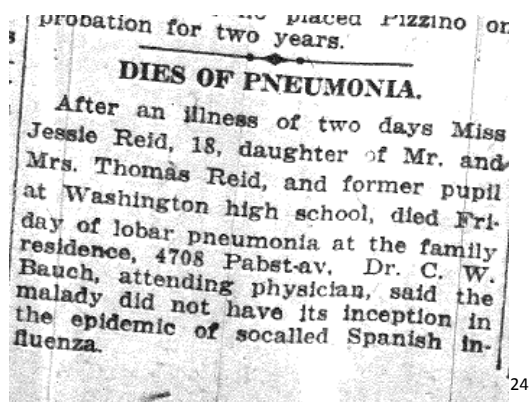 placed Pizzino on
probation for two years.
DIES OF PNEUMONIA.
After an illness of two days Miss
Jessie Reid, 18, daughter of Mr. and
Mrs. Thomas Reid, and former pupil
at Washington high school, died Fri-
day of lobar pneumonia at the family
residence, 4708 Pabst-av. Dr. C. W.
Bauch, attending physician, said the
malady did not have its inception in
the epidemic of socalled Spanish in-
fluenza.
24